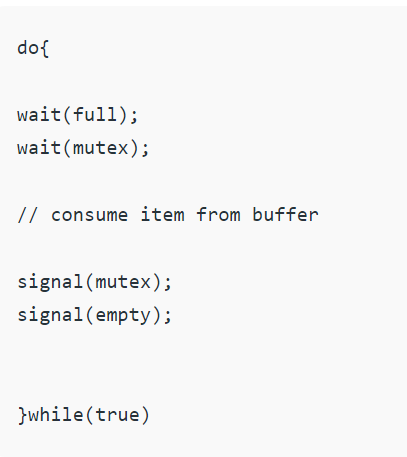 do{
wait(full);
wait(mutex);
// consume item from buffer
signal(mutex);
signal(empty);
}while(true)